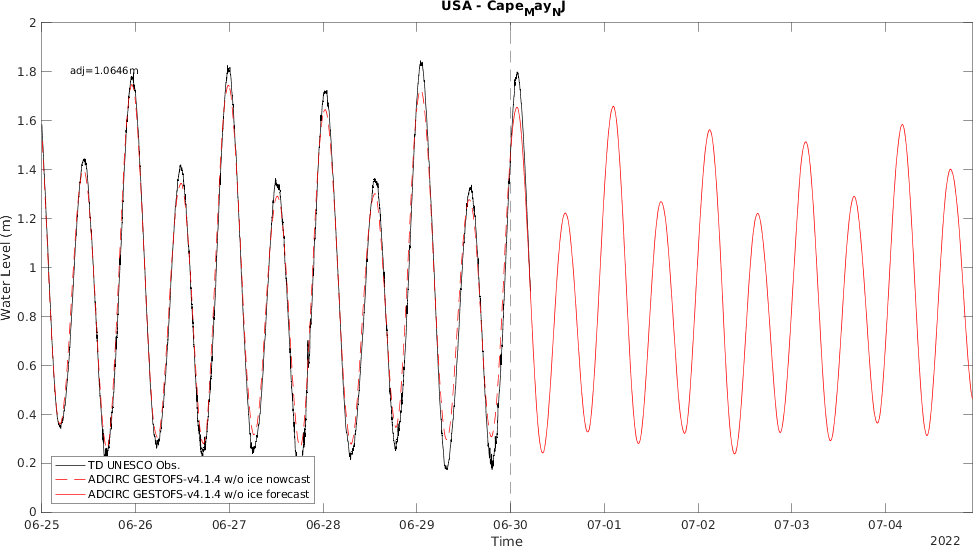 USA - Cape_May_NJ
2
1.8
1.6
1.4
1.2
1
0.8
0.6
0.4
0.2
0
adj=1.0646m
Water Level (m)
TD UNESCO Obs.
ADCIRC GESTOFS-v4.1.4 w/o ice nowcast
ADCIRC GESTOFS-v4.1.4 w/o ice forecast
06-25 06-26 06-27 06-28 06-29 06-30 07-01 07-02 07-03 07-04
Time
2022